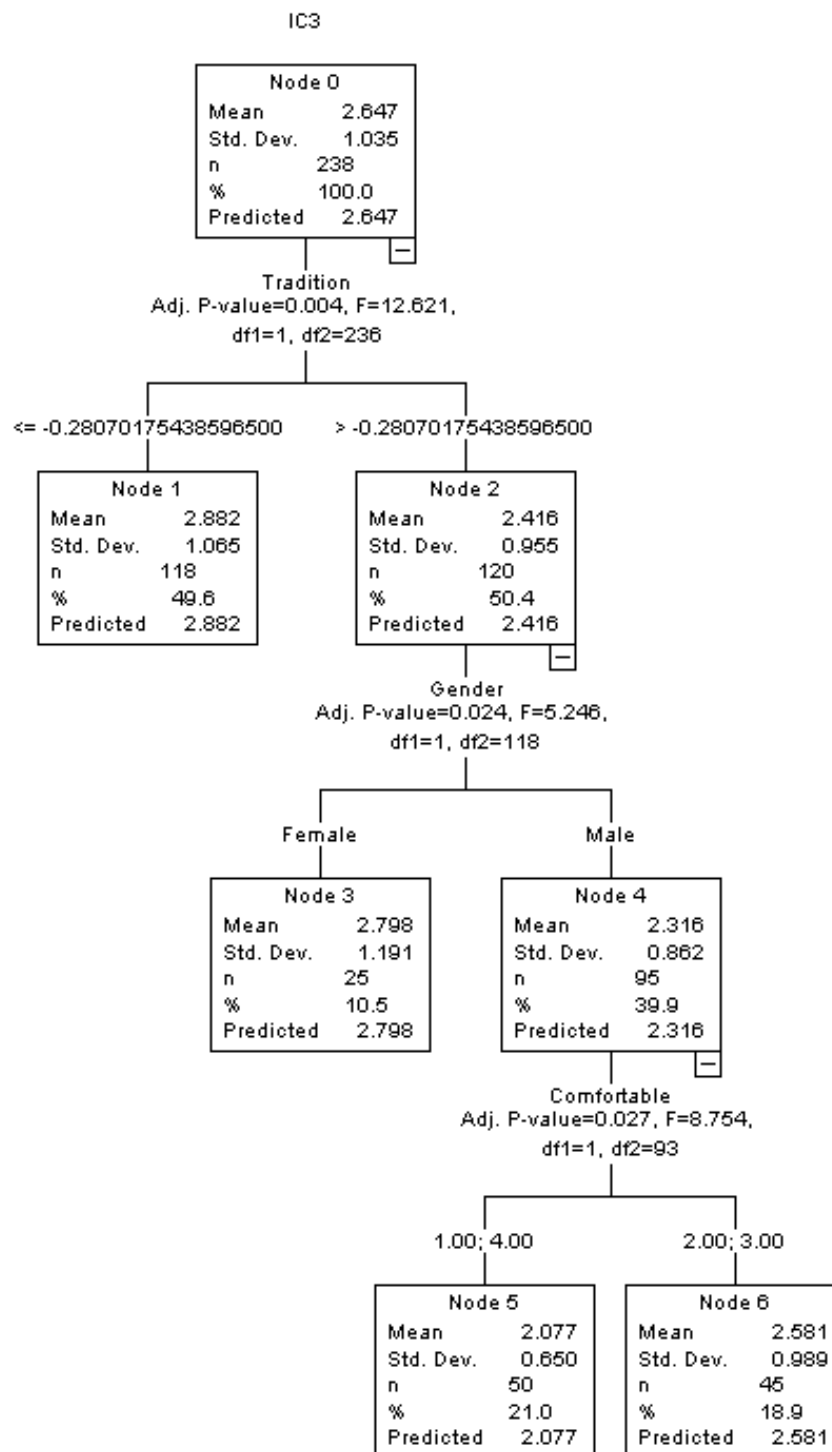 IC3
Node 0
Mean 2.647
Std. Dev. 1.035
n 238
% 100.0
Predicted 2.647
Tradition
Adj. P-value=0.004, F=12.621,
df1=1, df2=236
<= -0.28070175438596500
> -0.28070175438596500
Node 1
Mean 2.882
Std. Dev. 1.065
n 118
% 49.6
Predicted 2.882
Node 2
Mean 2.416
Std. Dev. 0.955
n 120
% 50.4
Predicted 2.416
Gender
Adj. P-value=0.024, F=5.246,
df1=1, df2=118
Female
Male
Node 3
Mean 2.798
Std. Dev. 1.191
n 25
% 10.5
Predicted 2.798
Node 4
Mean 2.316
Std. Dev. 0.862
n 95
% 39.9
Predicted 2.316
Comfortable
Adj. P-value=0.027, F=8.754,
df1=1, df2=93
1.00; 4.00
2.00; 3.00
Node 5
Mean 2.077
Std. Dev. 0.650
n 50
% 21.0
Predicted 2.077
Node 6
Mean 2.581
Std. Dev. 0.989
n 45
% 18.9
Predicted 2.581